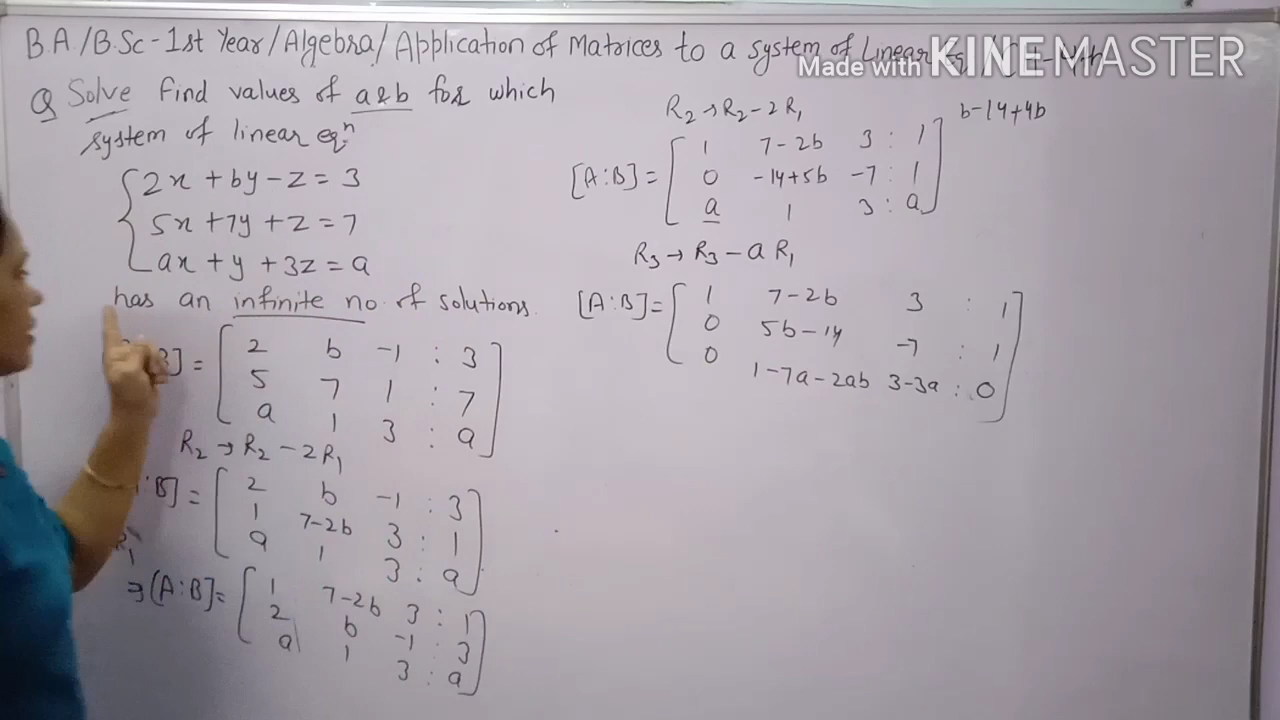 B.A./B.Sc-1st Year/Algebra/Application of Matrices to a system of Linear
Made with KINEMASTER
Q Solve find values of a & b for which
system of linear eqⁿ
2x + by - z = 3
5x + 7y + z = 7
ax + y + 3z = a
has an infinite no. of solutions.
= [ 2 b -1 : 3
5 7 1 : 7
a 1 3 : a ]
R₂ → R₂ - 2R₁
:B] = [ 2 b -1 : 3
1 7-2b 3 : 1
a 1 3 : a ]
⇒ [A:B] = [ 1 7-2b 3 : 1
2 b -1 : 3
a 1 3 : a ]
R₂ → R₂ - 2R₁
b-14+4b
[A:B] = [ 1 7-2b 3 : 1
0 -14+5b -7 : 1
a 1 3 : a ]
R₃ → R₃ - aR₁
[A:B] = [ 1 7-2b 3 : 1
0 5b-14 -7 : 1
0 1-7a-2ab 3-3a : 0 ]